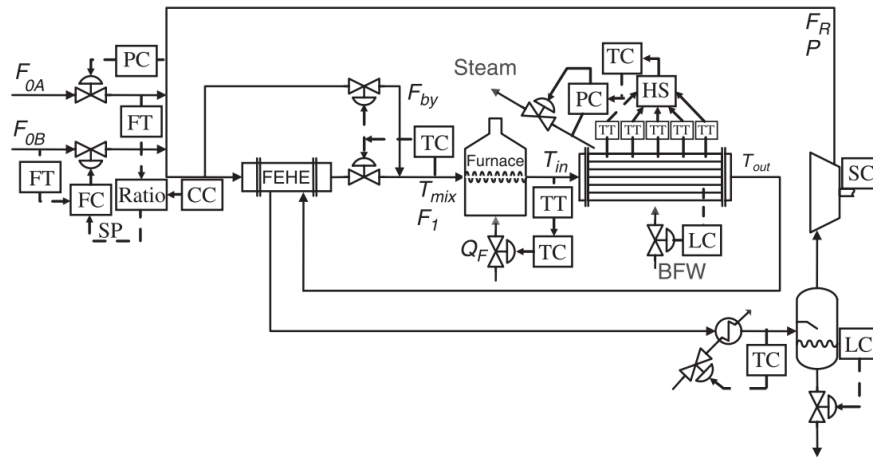 F_R
P
PC
TC
Steam
F_0A
F_by
PC
HS
FT
TT TT TT TT TT
F_0B
TC
Furnace
T_in
T_out
FT
FC
Ratio
CC
FEHE
SC
T_mix
TT
SP
F_1
LC
Q_F
TC
BFW
LC
TC